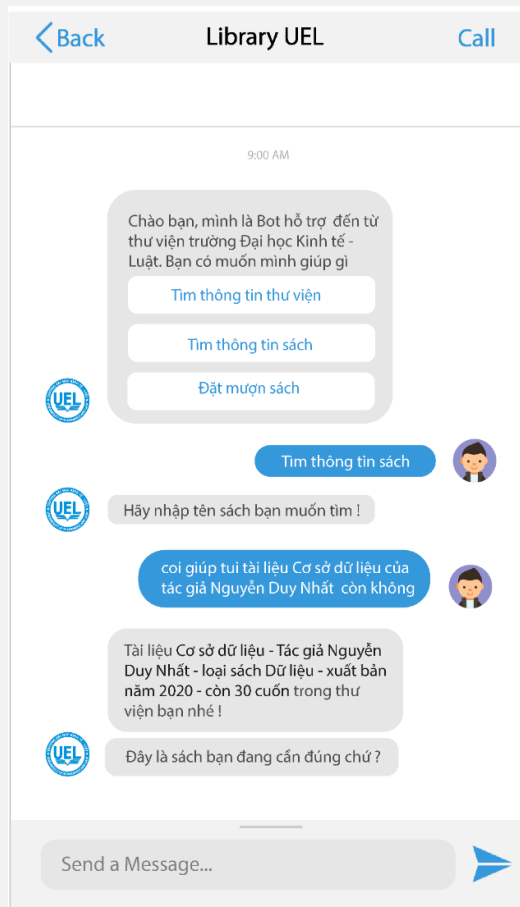 Back
Library UEL
Call
9:00 AM
Chào bạn, mình là Bot hỗ trợ đến từ
thư viện trường Đại học Kinh tế -
Luật. Bạn có muốn mình giúp gì
Tìm thông tin thư viện
Tìm thông tin sách
Đặt mượn sách
UEL
Tìm thông tin sách
UEL
Hãy nhập tên sách bạn muốn tìm !
coi giúp tui tài liệu Cơ sở dữ liệu của
tác giả Nguyễn Duy Nhất còn không
Tài liệu Cơ sở dữ liệu - Tác giả Nguyễn
Duy Nhất - loại sách Dữ liệu - xuất bản
năm 2020 - còn 30 cuốn trong thư
viện bạn nhé !
UEL
Đây là sách bạn đang cần đúng chứ ?
Send a Message...